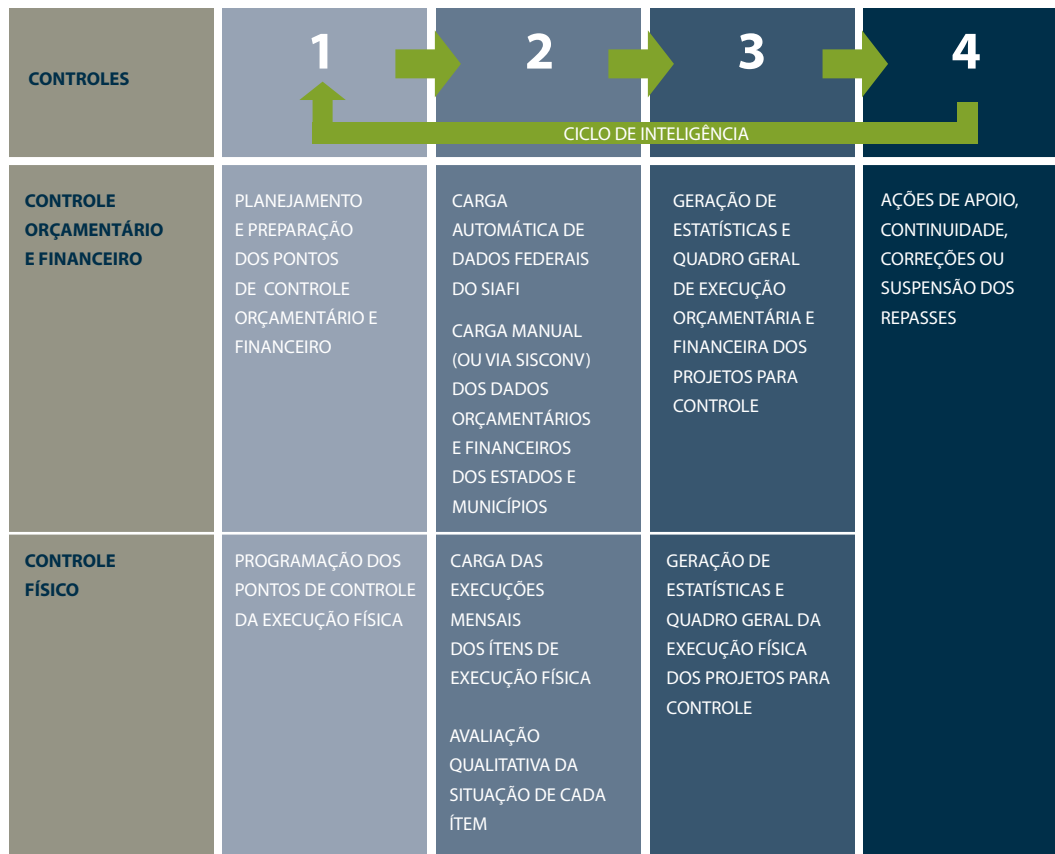 CONTROLES
1
2
3
4
CICLO DE INTELIGÊNCIA
CONTROLE
ORÇAMENTÁRIO
E FINANCEIRO
PLANEJAMENTO
E PREPARAÇÃO
DOS PONTOS
DE CONTROLE
ORÇAMENTÁRIO E
FINANCEIRO
CARGA
AUTOMÁTICA DE
DADOS FEDERAIS
DO SIAFI
CARGA MANUAL
(OU VIA SISCONV)
DOS DADOS
ORÇAMENTÁRIOS
E FINANCEIROS
DOS ESTADOS E
MUNICÍPIOS
GERAÇÃO DE
ESTATÍSTICAS E
QUADRO GERAL
DE EXECUÇÃO
ORÇAMENTÁRIA E
FINANCEIRA DOS
PROJETOS PARA
CONTROLE
AÇÕES DE APOIO,
CONTINUIDADE,
CORREÇÕES OU
SUSPENSÃO DOS
REPASSES
CONTROLE
FÍSICO
PROGRAMAÇÃO DOS
PONTOS DE CONTROLE
DA EXECUÇÃO FÍSICA
CARGA DAS
EXECUÇÕES
MENSAIS
DOS ÍTENS DE
EXECUÇÃO FÍSICA
AVALIAÇÃO
QUALITATIVA DA
SITUAÇÃO DE CADA
ÍTEM
GERAÇÃO DE
ESTATÍSTICAS E
QUADRO GERAL DA
EXECUÇÃO FÍSICA
DOS PROJETOS PARA
CONTROLE